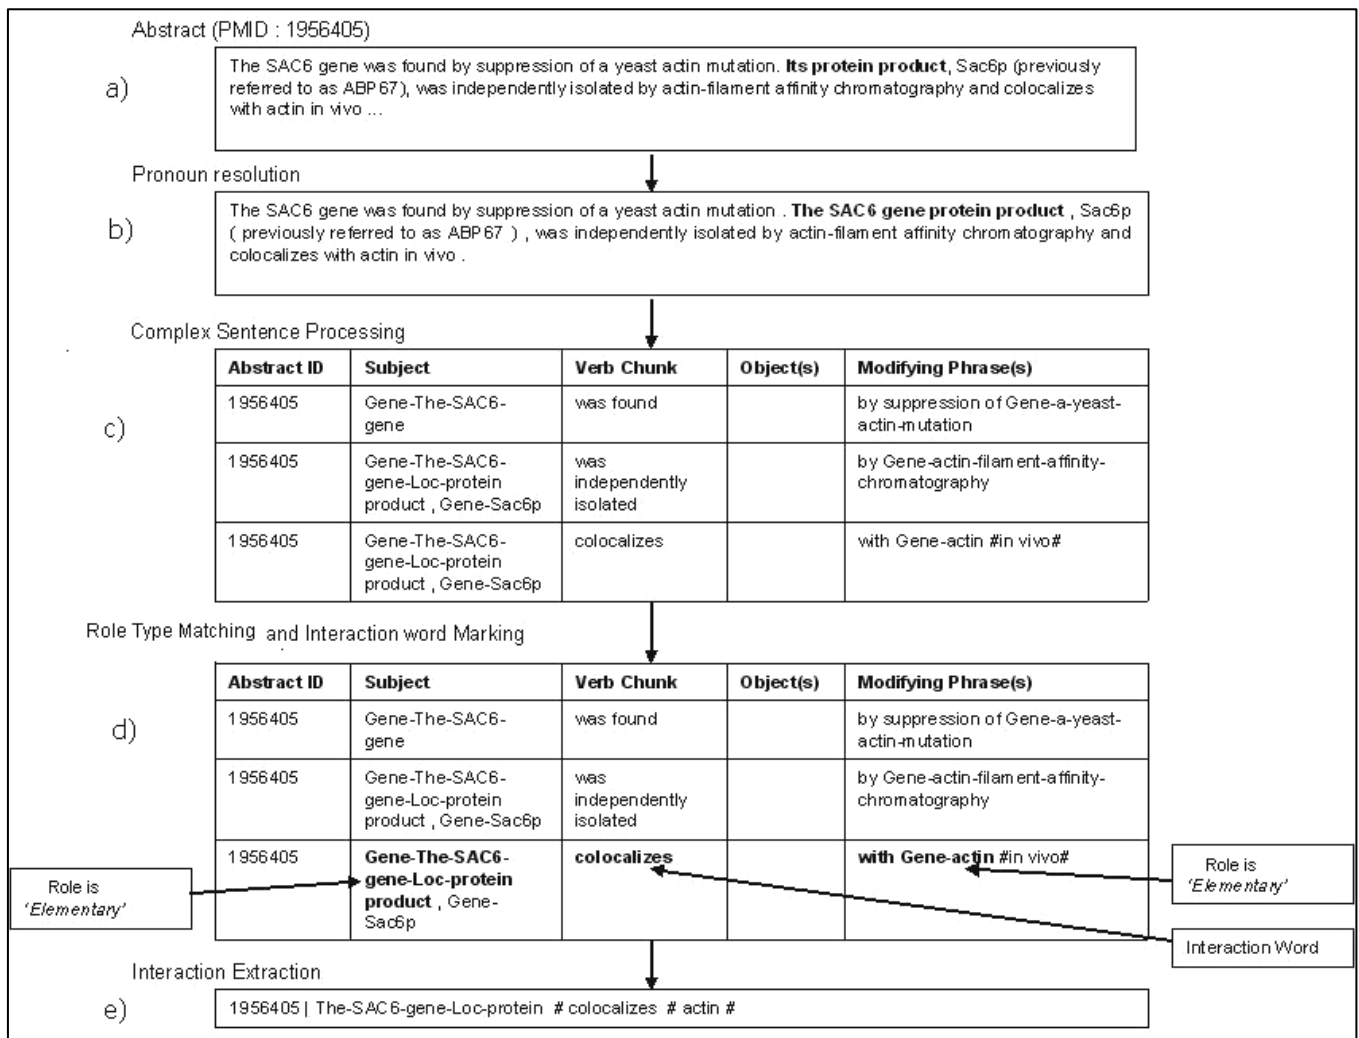 Abstract (PMID : 1956405)
a)
The SAC6 gene was found by suppression of a yeast actin mutation. Its protein product, Sac6p (previously
referred to as ABP67), was independently isolated by actin-filament affinity chromatography and colocalizes
with actin in vivo ...
Pronoun resolution
b)
The SAC6 gene was found by suppression of a yeast actin mutation . The SAC6 gene protein product , Sac6p
( previously referred to as ABP67 ) , was independently isolated by actin-filament affinity chromatography and
colocalizes with actin in vivo .
Complex Sentence Processing
c)
Abstract ID Subject Verb Chunk Object(s) Modifying Phrase(s)
1956405 Gene-The-SAC6- was found by suppression of Gene-a-yeast-
gene actin-mutation
1956405 Gene-The-SAC6- was by Gene-actin-filament-affinity-
gene-Loc-protein independently chromatography
product , Gene-Sac6p isolated
1956405 Gene-The-SAC6- colocalizes with Gene-actin #in vivo#
gene-Loc-protein
product , Gene-Sac6p
Role Type Matching and Interaction word Marking
d)
Abstract ID Subject Verb Chunk Object(s) Modifying Phrase(s)
1956405 Gene-The-SAC6- was found by suppression of Gene-a-yeast-
gene actin-mutation
1956405 Gene-The-SAC6- was by Gene-actin-filament-affinity-
gene-Loc-protein independently chromatography
product , Gene-Sac6p isolated
1956405 Gene-The-SAC6- colocalizes with Gene-actin #in vivo#
gene-Loc-protein
product , Gene-
Sac6p
Role is
'Elementary'
Role is
'Elementary'
Interaction Word
Interaction Extraction
e)
1956405 | The-SAC6-gene-Loc-protein # colocalizes # actin #